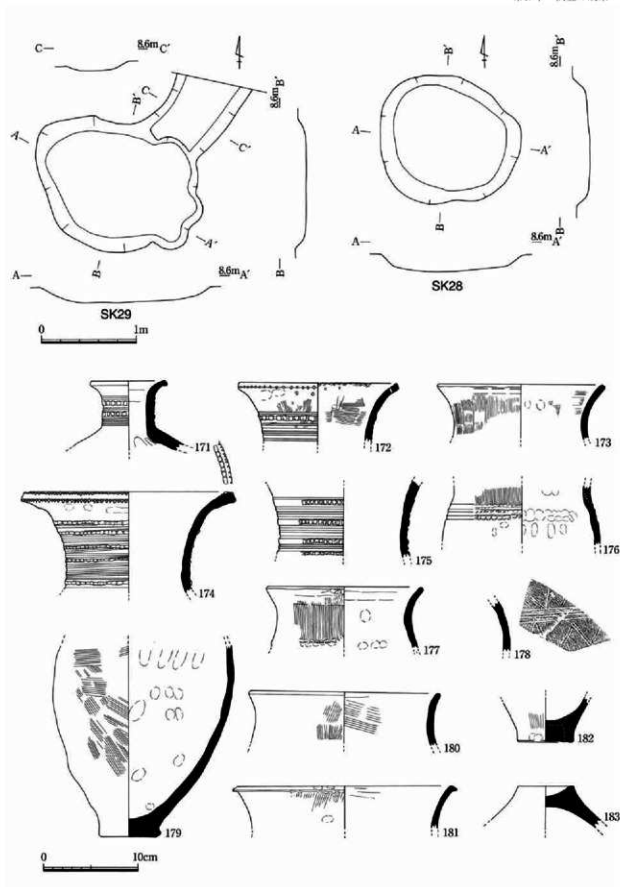 C— 8.6m C′
B′ C
8.6m B′
A—
C′
A′
B
B—
A— 8.6m A′
SK29
0 1m
B′
8.6m B′
A— —A′
B
B—
A— 8.6m A′
SK28
171
172
173
174
175
176
177
178
179
180
181
182
183
0 10cm